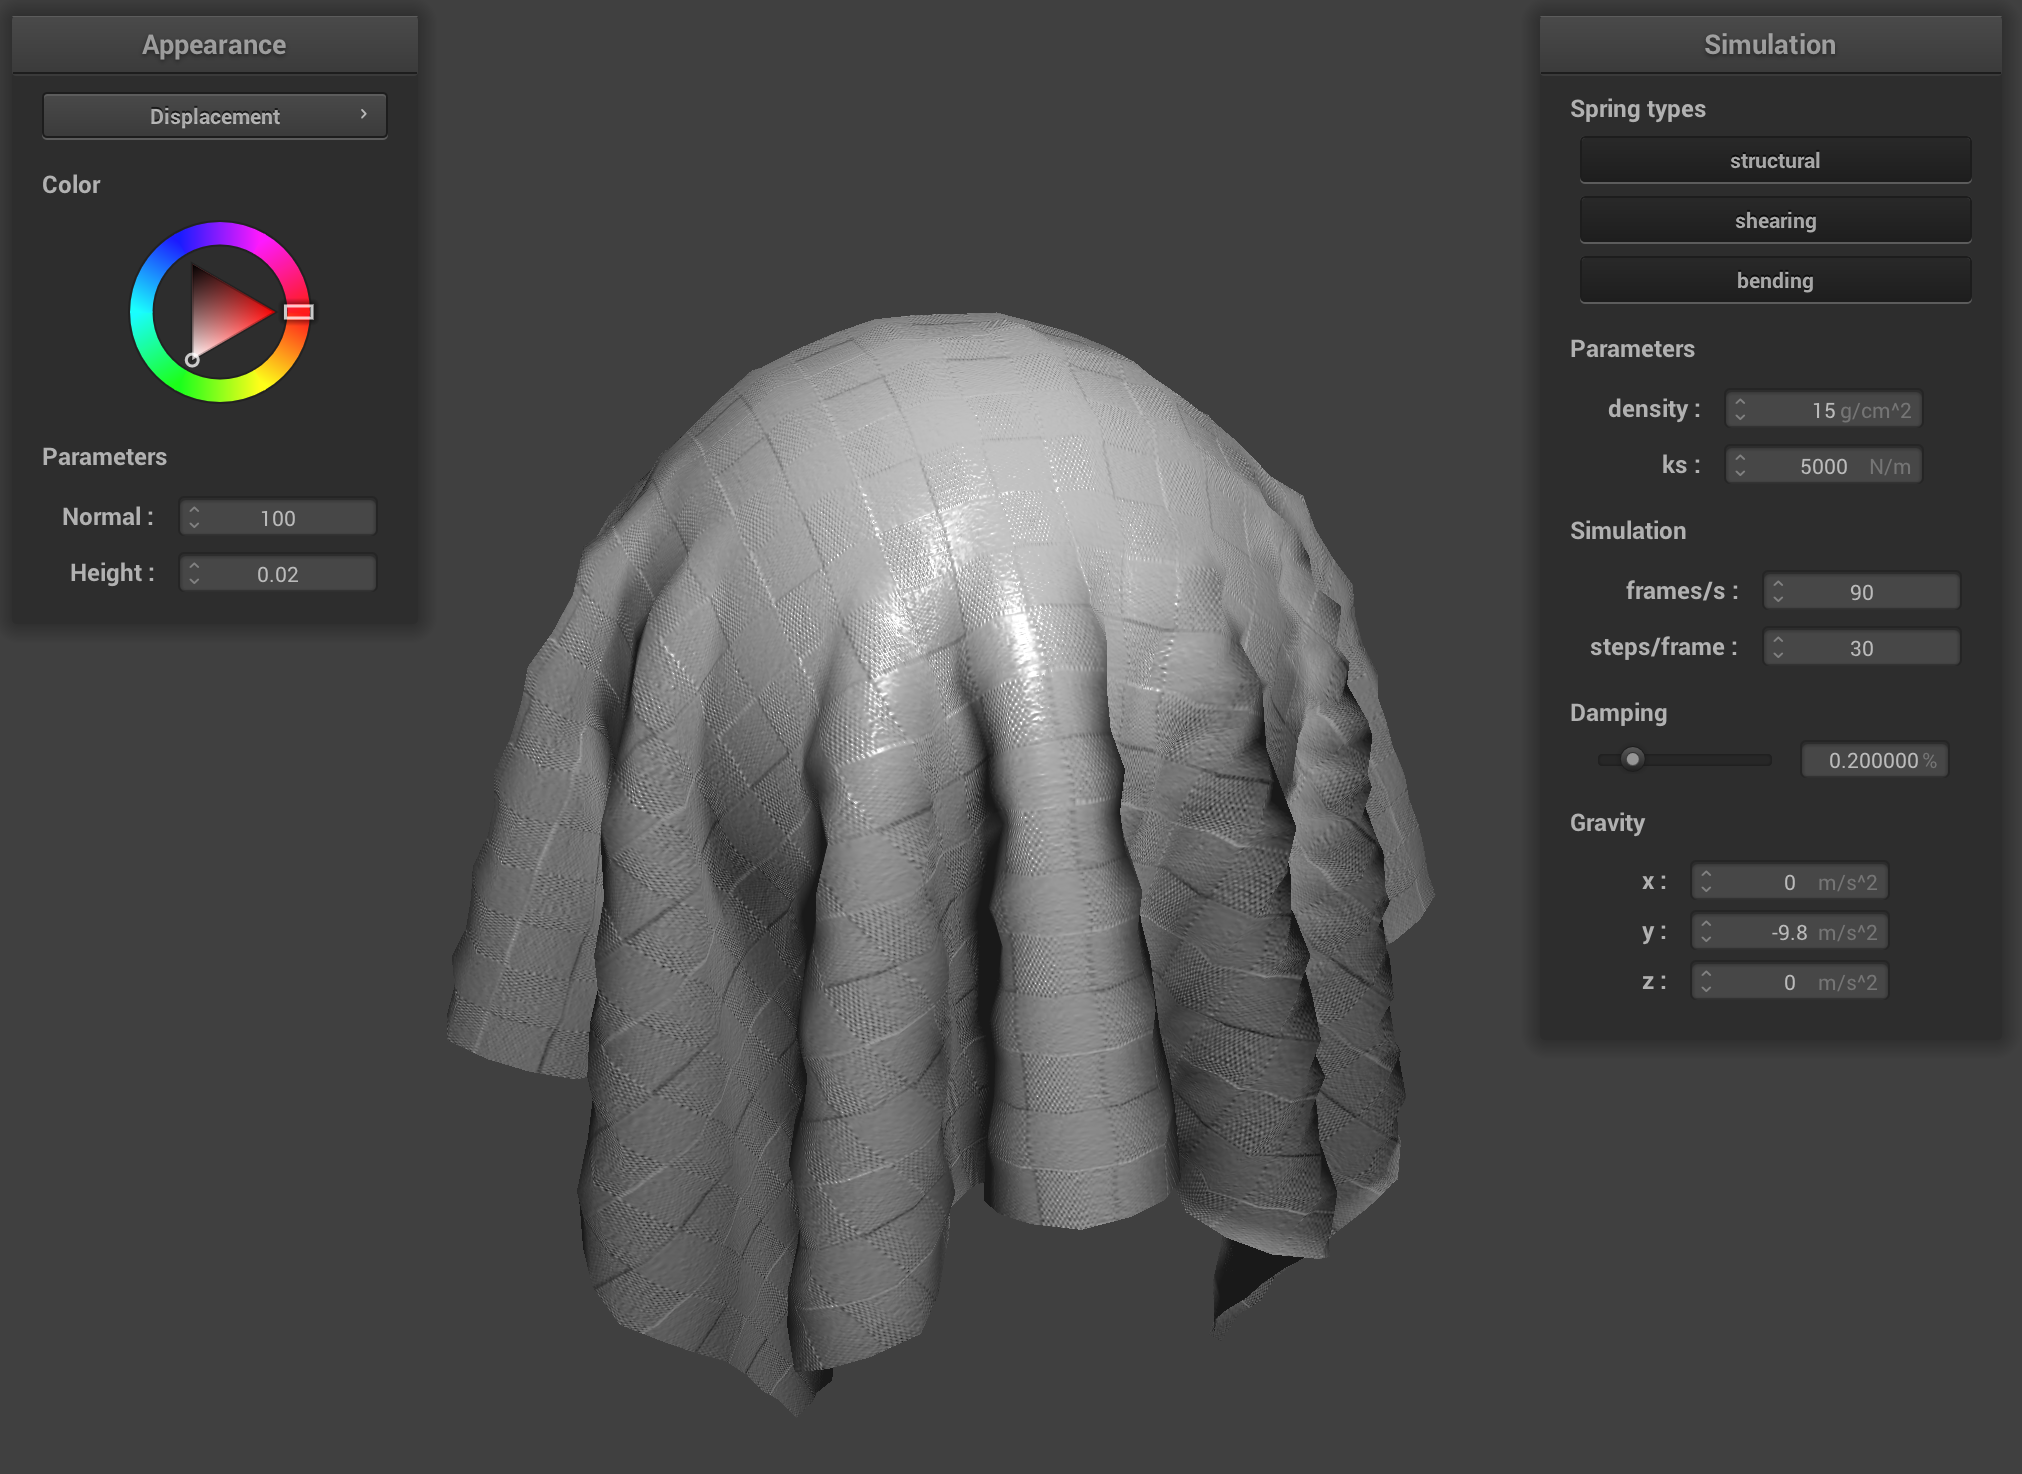 Appearance
Displacement
Color
Parameters
Normal : 100
Height : 0.02
Simulation
Spring types
structural
shearing
bending
Parameters
density : 15 g/cm^2
ks : 5000 N/m
Simulation
frames/s : 90
steps/frame : 30
Damping
0.200000 %
Gravity
x : 0 m/s^2
y : -9.8 m/s^2
z : 0 m/s^2